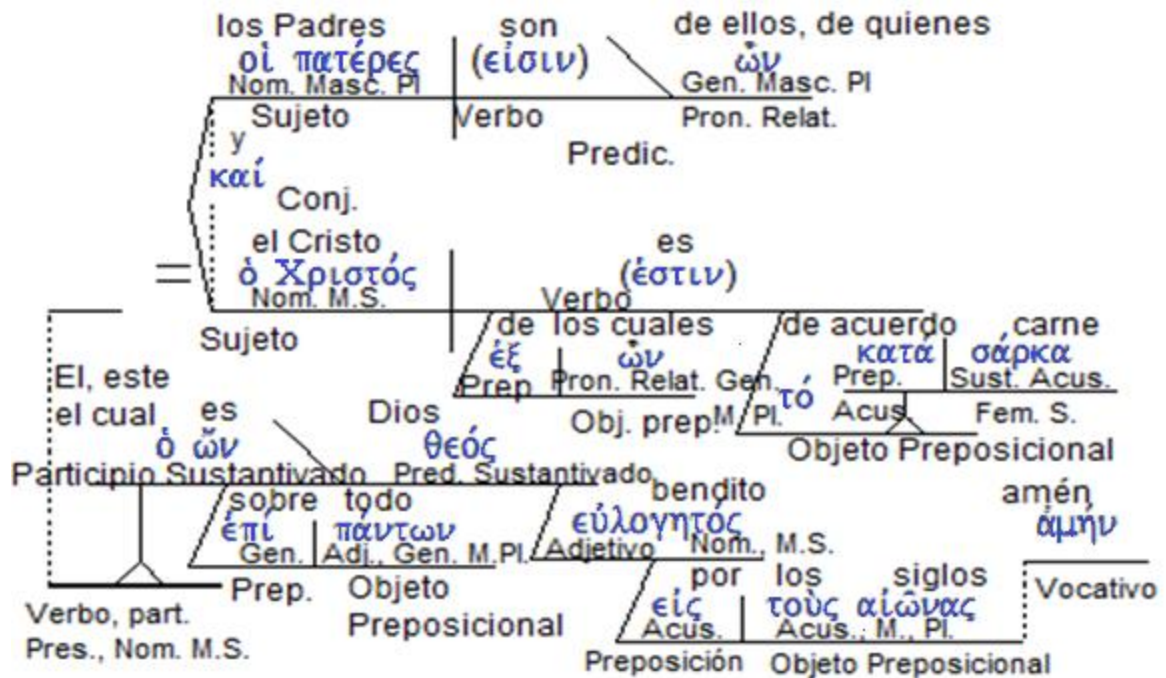 los Padres son de ellos, de quienes
οἱ πατέρες (εἰσιν) ὧν
Nom. Masc. Pl Gen. Masc. Pl
Sujeto Verbo Pron. Relat.
y Predic.
καί
Conj.
el Cristo es
ὁ Χριστός (ἐστιν)
Nom. M.S. Verbo
Sujeto de los cuales de acuerdo carne
ἐξ ὧν κατά σάρκα
Prep Pron. Relat. Gen. τό Prep. Sust. Acus.
Obj. prep. M. Pl. Acus. Fem. S.
Objeto Preposicional
El, este
el cual es Dios
ὁ ὤν θεός
Participio Sustantivado Pred. Sustantivado
sobre todo bendito amén
ἐπί πάντων εὐλογητός ἀμήν
Gen. Adj., Gen. M.Pl. Adjetivo Nom., M.S.
Prep. Objeto por los siglos Vocativo
Preposicional εἰς τοὺς αἰῶνας
Verbo, part. Acus. Acus., M., Pl.
Pres., Nom. M.S. Preposición Objeto Preposicional